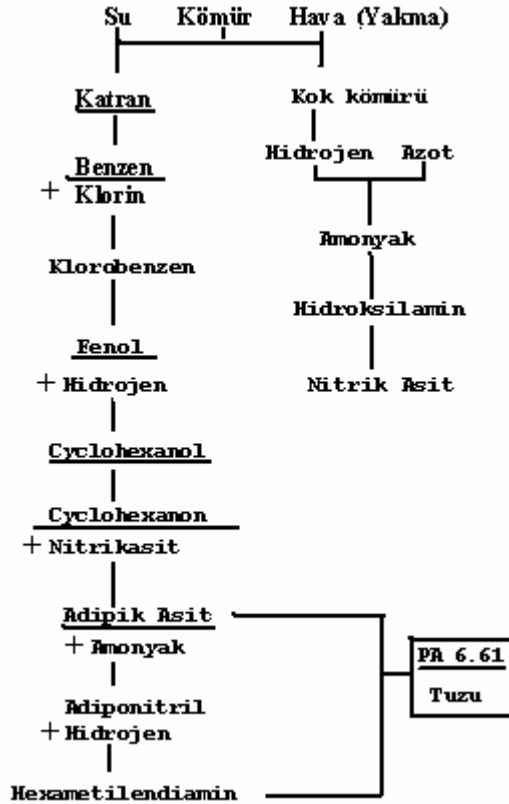 Su Kömür Hava (Yakma)
Katran Kok kömürü
Hidrojen Azot
Benzen
+ Klorin
Amonyak
Klorobenzen
Hidroksilamin
Fenol
+ Hidrojen Nitrik Asit
Cyclohexanol
Cyclohexanon
+ Nitrikasit
Adipik Asit
+ Amonyak
PA 6.61
Tuzu
Adiponitril
+ Hidrojen
Hexametilendiamin